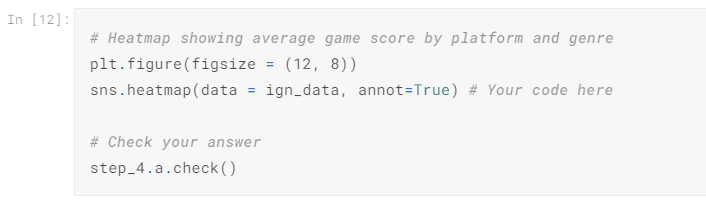 In [12]:
# Heatmap showing average game score by platform and genre
plt.figure(figsize = (12, 8))
sns.heatmap(data = ign_data, annot=True) # Your code here
# Check your answer
step_4.a.check()